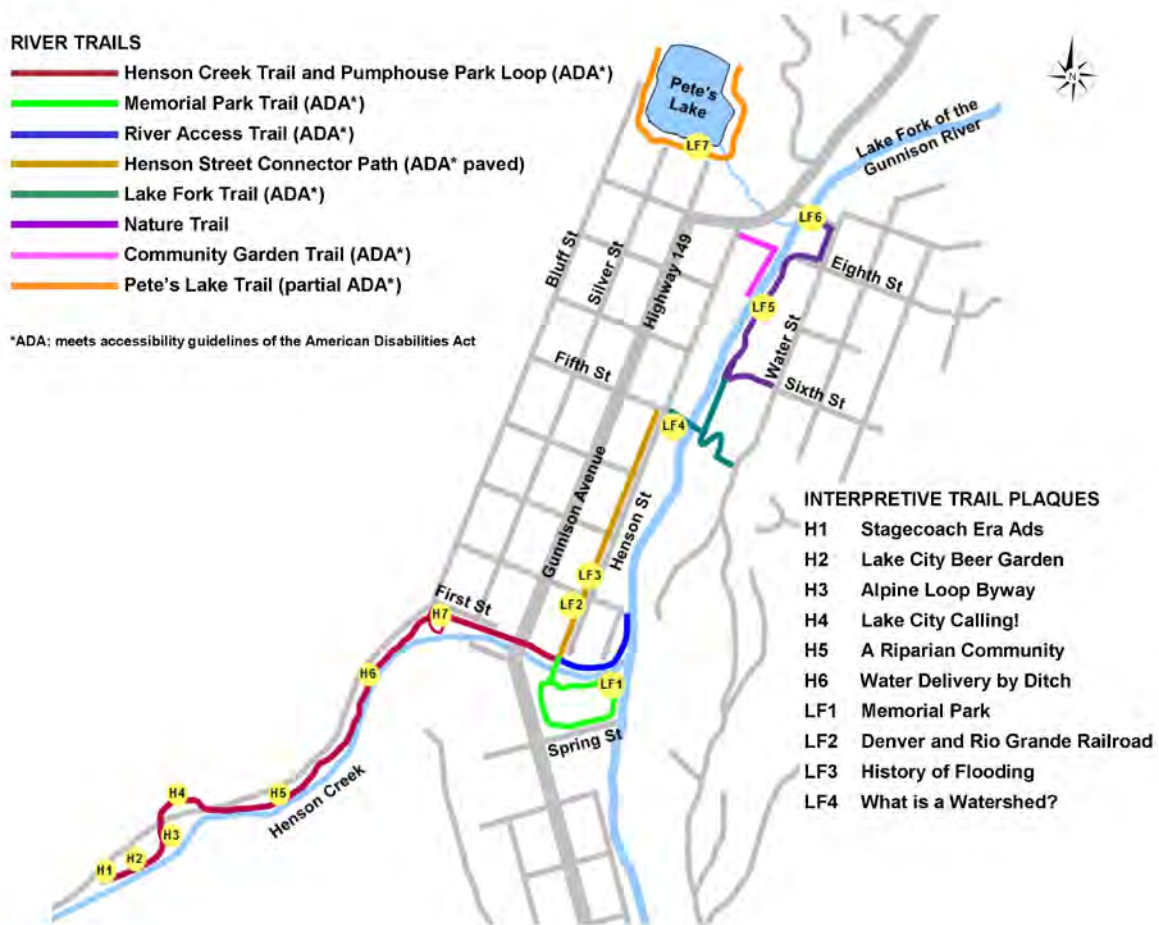 RIVER TRAILS
Henson Creek Trail and Pumphouse Park Loop (ADA*)
Memorial Park Trail (ADA*)
River Access Trail (ADA*)
Henson Street Connector Path (ADA* paved)
Lake Fork Trail (ADA*)
Nature Trail
Community Garden Trail (ADA*)
Pete's Lake Trail (partial ADA*)
*ADA: meets accessibility guidelines of the American Disabilities Act
Pete's
Lake
N
Lake Fork of the
Gunnison River
LF7
LF6
Bluff St
Silver St
Highway 149
Eighth St
LF5
Water St
Fifth St
Sixth St
LF4
Gunnison Avenue
Henson St
LF3
LF2
First St
H7
H6
LF1
Spring St
H5
H4
Henson Creek
H3
H2
H1
INTERPRETIVE TRAIL PLAQUES
H1 Stagecoach Era Ads
H2 Lake City Beer Garden
H3 Alpine Loop Byway
H4 Lake City Calling!
H5 A Riparian Community
H6 Water Delivery by Ditch
LF1 Memorial Park
LF2 Denver and Rio Grande Railroad
LF3 History of Flooding
LF4 What is a Watershed?